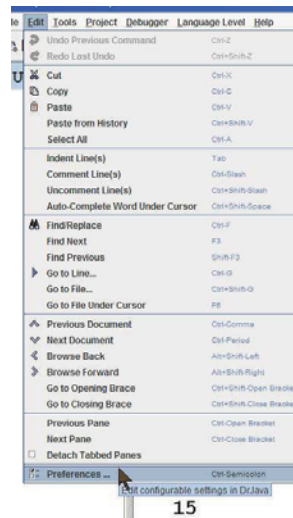 le Edit Tools Project Debugger Language Level Help
Undo Previous Command Ctrl-Z
Redo Last Undo Ctrl+Shift-Z
U
Cut Ctrl-X
Copy Ctrl-C
Paste Ctrl-V
Paste from History Ctrl+Shift-V
Select All Ctrl-A
Indent Line(s) Tab
Comment Line(s) Ctrl-Slash
Uncomment Line(s) Ctrl+Shift-Slash
Auto-Complete Word Under Cursor Ctrl+Shift-Space
Find/Replace Ctrl-F
Find Next F3
Find Previous Shift-F3
Go to Line... Ctrl-G
Go to File... Ctrl+Shift-G
Go to File Under Cursor F6
Previous Document Ctrl-Comma
Next Document Ctrl-Period
Browse Back Alt+Shift-Left
Browse Forward Alt+Shift-Right
Go to Opening Brace Ctrl+Shift-Open Bracke
Go to Closing Brace Ctrl+Shift-Close Bracke
Previous Pane Ctrl-Open Bracket
Next Pane Ctrl-Close Bracket
Detach Tabbed Panes
Preferences ... Ctrl-Semicolon
Edit configurable settings in DrJava
15